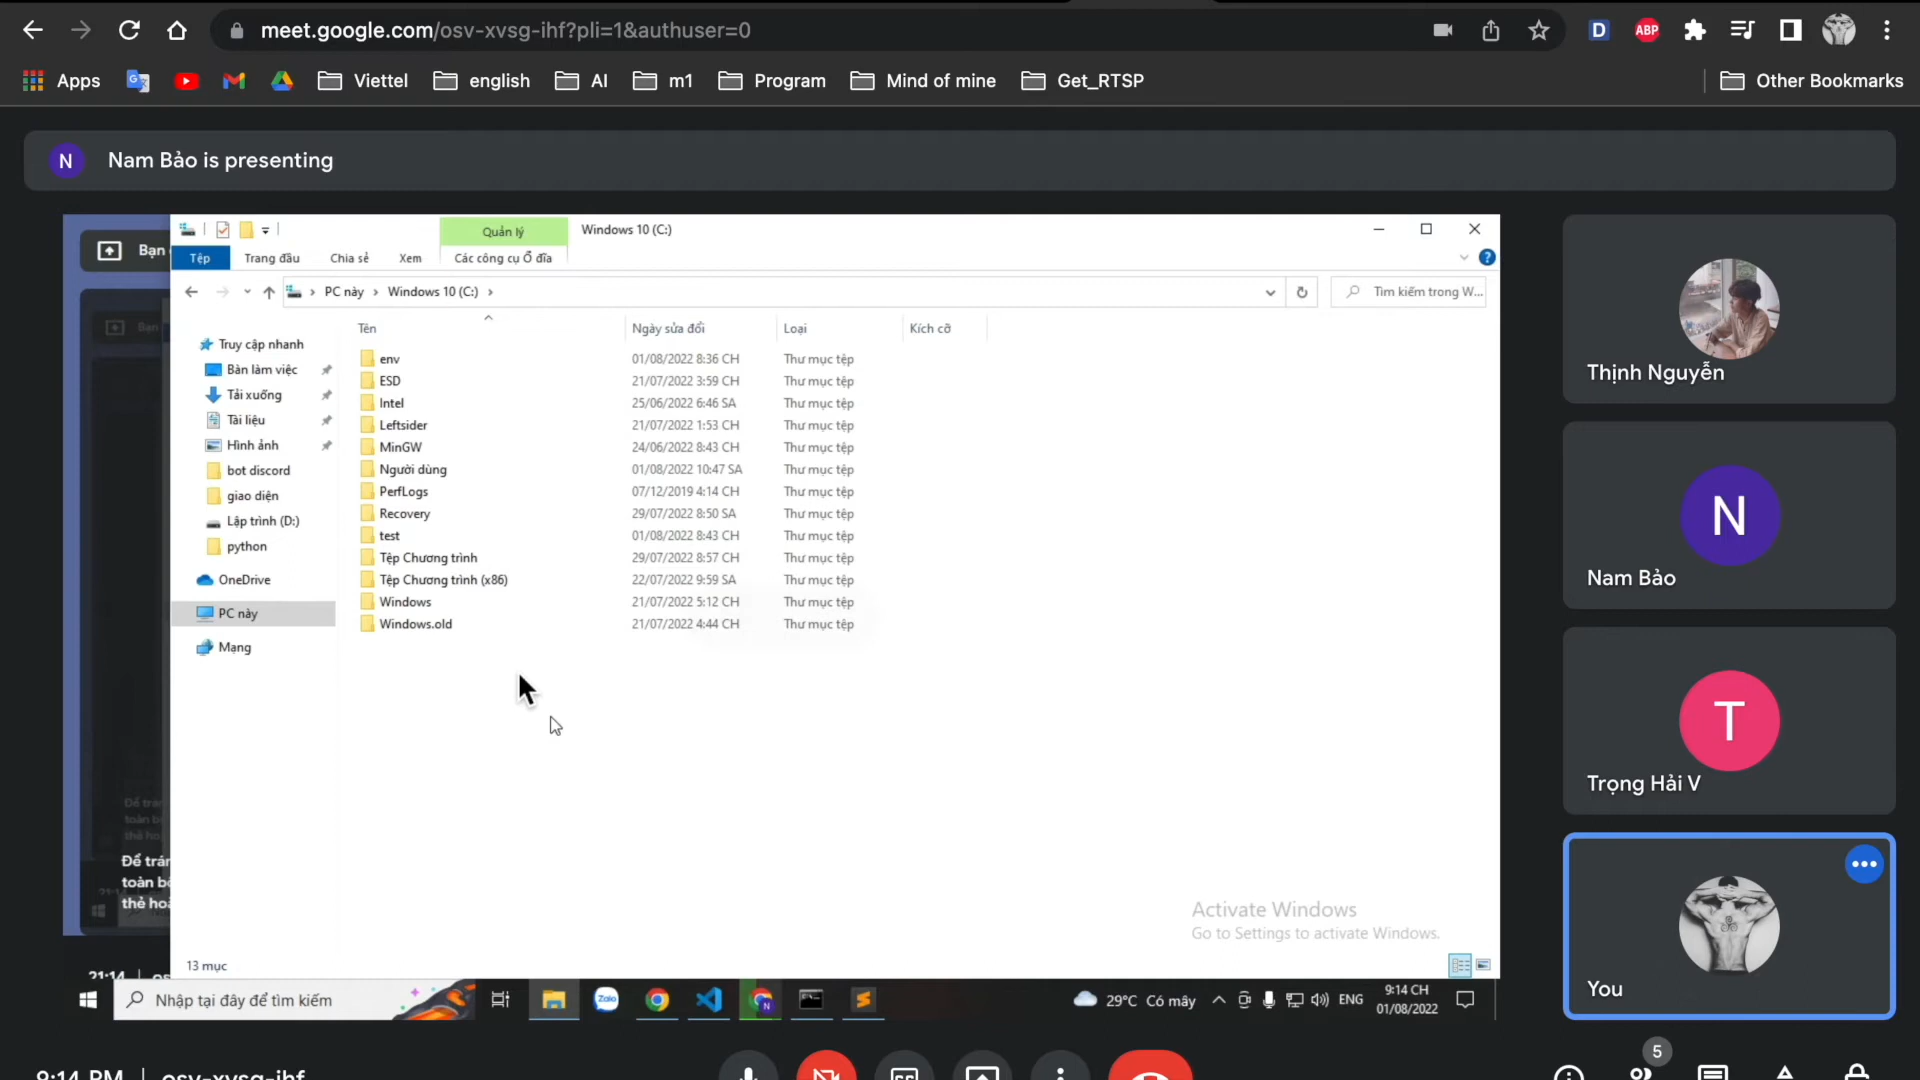 meet.google.com/osv-xvsg-ihf?pli=1&authuser=0
D
ABP
Apps
Viettel
english
AI
m1
Program
Mind of mine
Get_RTSP
Other Bookmarks
N
Nam Bảo is presenting
Bạn
Quản lý
Windows 10 (C:)
Tệp
Trang đầu
Chia sẻ
Xem
Các công cụ Ổ đĩa
PC này
Windows 10 (C:)
Tìm kiếm trong W...
Tên
Ngày sửa đổi
Loại
Kích cỡ
Truy cập nhanh
Bàn làm việc
Tải xuống
Tài liệu
Hình ảnh
bot discord
giao diện
Lập trình (D:)
python
OneDrive
PC này
Mạng
env 01/08/2022 8:36 CH Thư mục tệp
ESD 21/07/2022 3:59 CH Thư mục tệp
Intel 25/06/2022 6:46 SA Thư mục tệp
Leftsider 21/07/2022 1:53 CH Thư mục tệp
MinGW 24/06/2022 8:43 CH Thư mục tệp
Người dùng 01/08/2022 10:47 SA Thư mục tệp
PerfLogs 07/12/2019 4:14 CH Thư mục tệp
Recovery 29/07/2022 8:50 SA Thư mục tệp
test 01/08/2022 8:43 CH Thư mục tệp
Tệp Chương trình 29/07/2022 8:57 CH Thư mục tệp
Tệp Chương trình (x86) 22/07/2022 9:59 SA Thư mục tệp
Windows 21/07/2022 5:12 CH Thư mục tệp
Windows.old 21/07/2022 4:44 CH Thư mục tệp
Để
toàn
thẻ
Activate Windows
Go to Settings to activate Windows.
13 mục
21:14
Nhập tại đây để tìm kiếm
Zalo
N
29°C Có mây
ENG
9:14 CH
01/08/2022
Thịnh Nguyễn
N
Nam Bảo
T
Trọng Hải V
You
9:14 PM | osv-xvsg-ihf
5